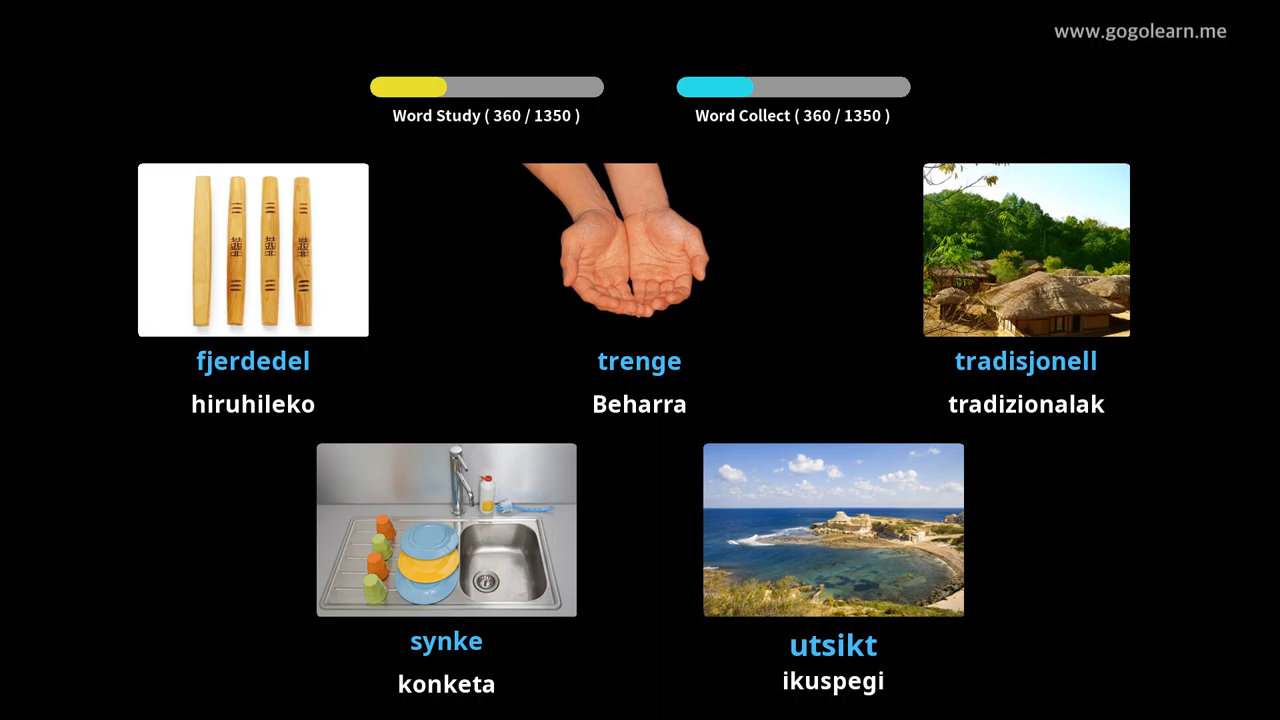 www.gogolearn.me
Word Study ( 360 / 1350 )
Word Collect ( 360 / 1350 )
fjerdedel
trenge
tradisjonell
hiruhileko
Beharra
tradizionalak
synke
utsikt
konketa
ikuspegi